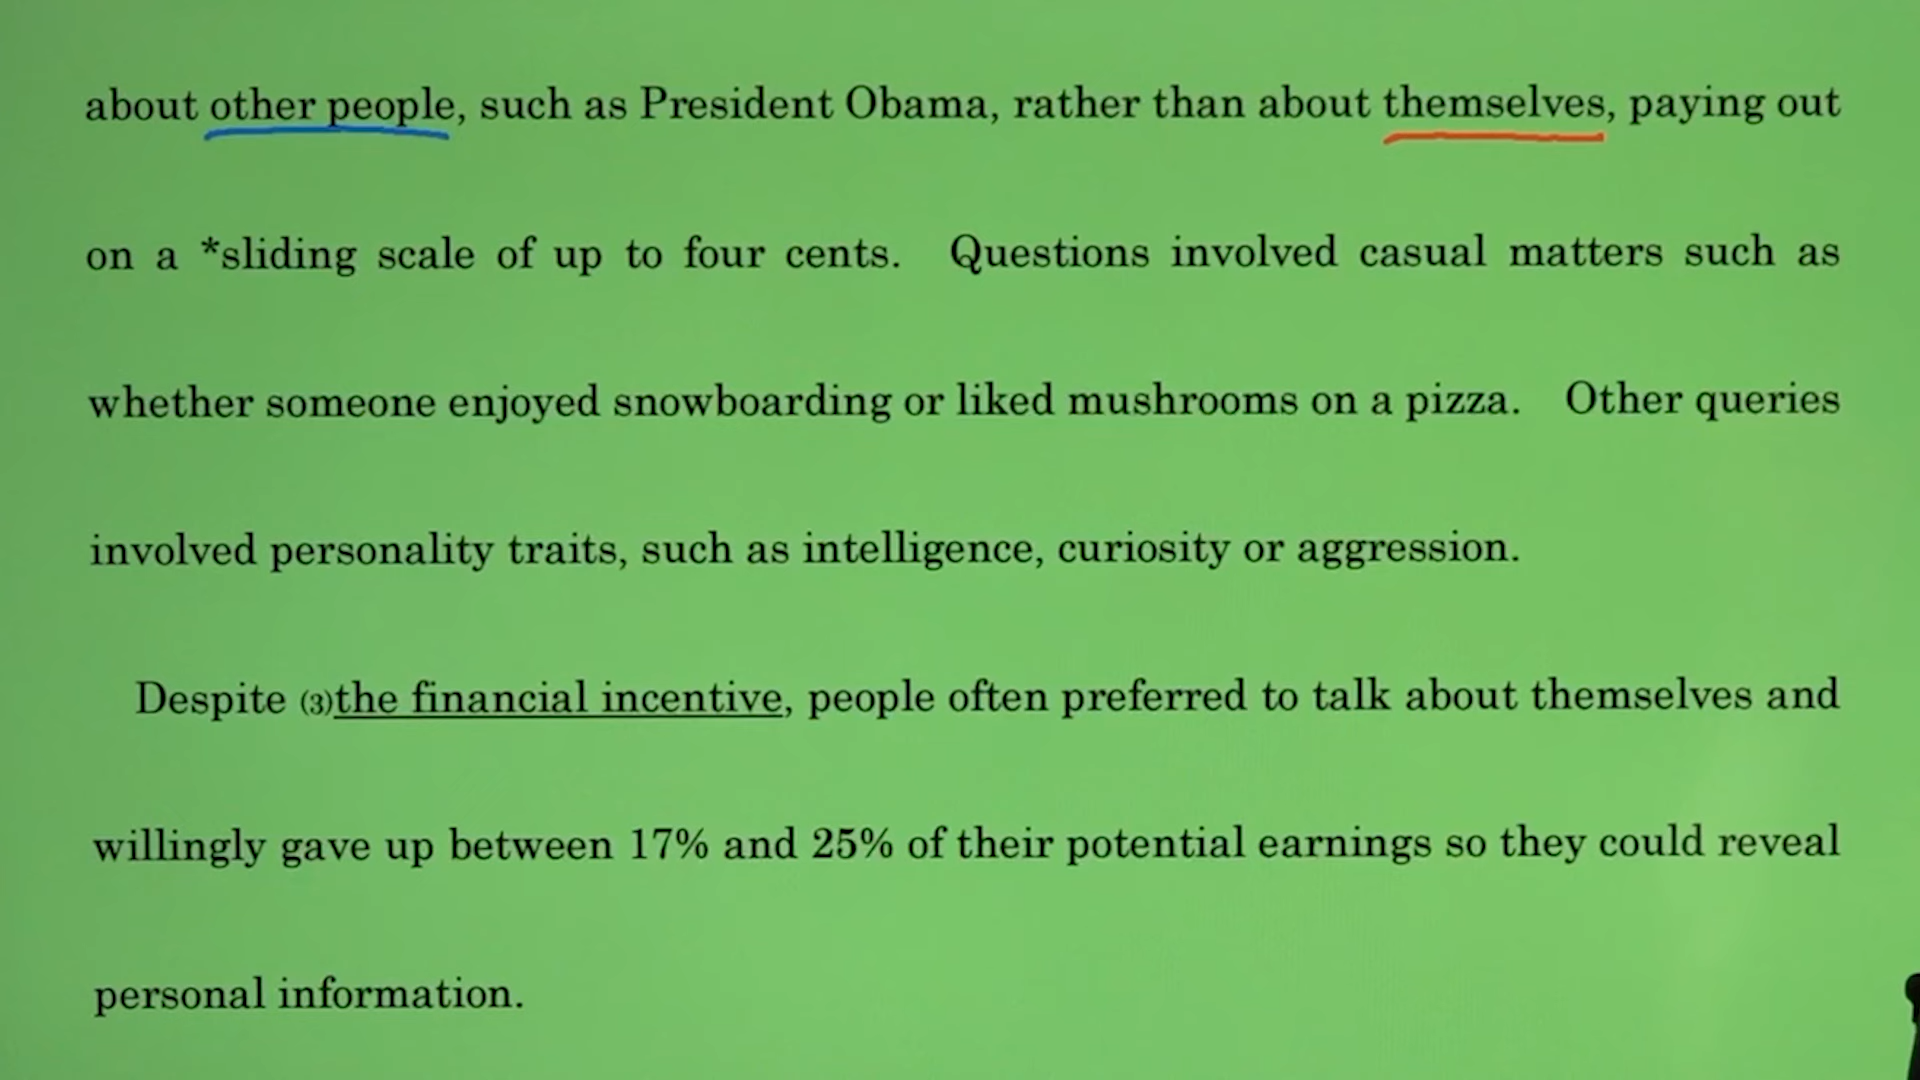 about other people, such as President Obama, rather than about themselves, paying out
on a *sliding scale of up to four cents. Questions involved casual matters such as
whether someone enjoyed snowboarding or liked mushrooms on a pizza. Other queries
involved personality traits, such as intelligence, curiosity or aggression.
Despite (3)the financial incentive, people often preferred to talk about themselves and
willingly gave up between 17% and 25% of their potential earnings so they could reveal
personal information.